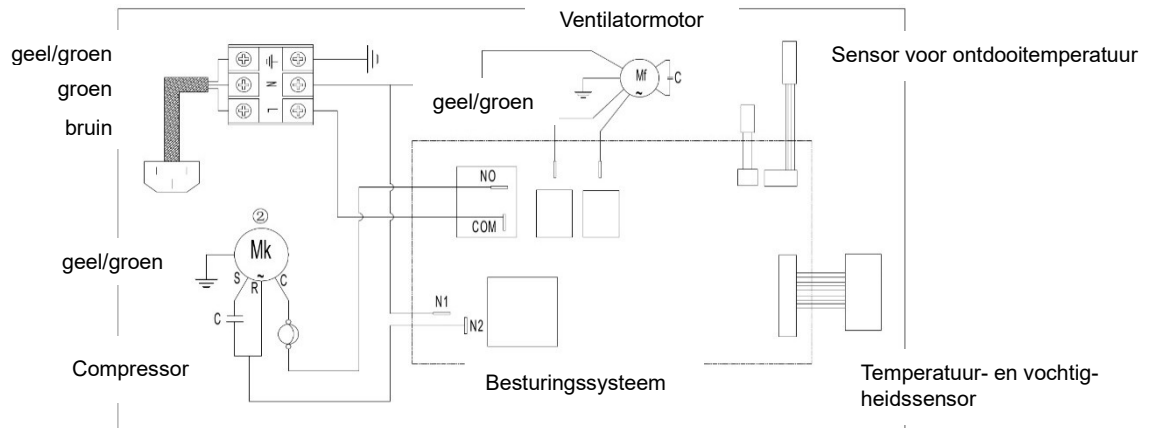 Ventilatormotor
geel/groen
Sensor voor ontdooitemperatuur
groen
N
Mf
~
C
geel/groen
bruin
L
NO
②
COM
Mk
~
geel/groen
S
R
C
C
N1
N2
Compressor
Besturingssysteem
Temperatuur- en vochtig-
heidssensor